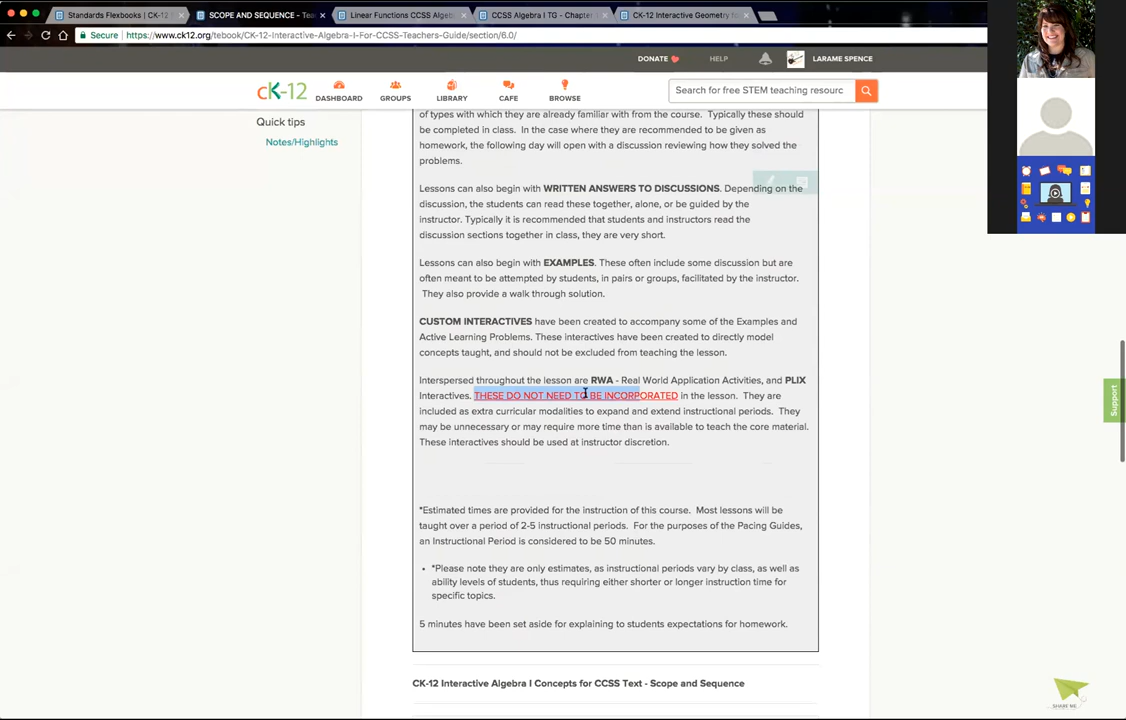 Standards Flexbooks | CK-12
SCOPE AND SEQUENCE - Tea
Linear Functions CCSS Algebra
CCSS Algebra I TG - Chapter
CK-12 Interactive Geometry for
Secure
https://www.ck12.org/tebook/CK-12-Interactive-Algebra-I-For-CCSS-Teachers-Guide/section/6.0/
DONATE
HELP
LARAME SPENCE
cK-12
DASHBOARD
GROUPS
LIBRARY
CAFE
BROWSE
Search for free STEM teaching resourc
Quick tips
Notes/Highlights
of types with which they are already familiar with from the course. Typically these should
be completed in class. In the case where they are recommended to be given as
homework, the following day will open with a discussion reviewing how they solved the
problems.
Lessons can also begin with WRITTEN ANSWERS TO DISCUSSIONS. Depending on the
discussion, the students can read these together, alone, or be guided by the
instructor. Typically it is recommended that students and instructors read the
discussion sections together in class, they are very short.
Lessons can also begin with EXAMPLES. These often include some discussion but are
often meant to be attempted by students, in pairs or groups, facilitated by the instructor.
They also provide a walk through solution.
CUSTOM INTERACTIVES have been created to accompany some of the Examples and
Active Learning Problems. These interactives have been created to directly model
concepts taught, and should not be excluded from teaching the lesson.
Interspersed throughout the lesson are RWA - Real World Application Activities, and PLIX
Interactives. THESE DO NOT NEED TO BE INCORPORATED in the lesson. They are
included as extra curricular modalities to expand and extend instructional periods. They
may be unnecessary or may require more time than is available to teach the core material.
These interactives should be used at instructor discretion.
*Estimated times are provided for the instruction of this course. Most lessons will be
taught over a period of 2-5 instructional periods. For the purposes of the Pacing Guides,
an Instructional Period is considered to be 50 minutes.
• *Please note they are only estimates, as instructional periods vary by class, as well as
ability levels of students, thus requiring either shorter or longer instruction time for
specific topics.
5 minutes have been set aside for explaining to students expectations for homework.
CK-12 Interactive Algebra I Concepts for CCSS Text - Scope and Sequence
Support
SHARE ME